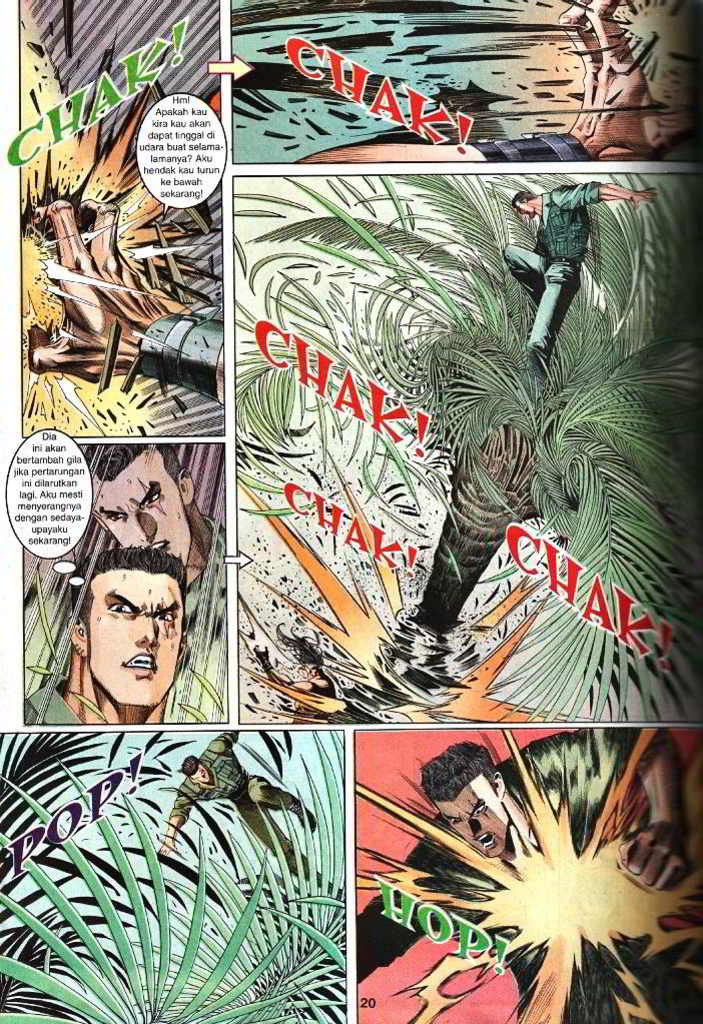 CHAK!
Hm!
Apakah kau
kira kau akan
dapat tinggal di
udara buat selama-
lamanya? Aku
hendak kau turun
ke bawah
sekarang!
CHAK!
CHAK!
CHAK!
CHAK!
Dia
ini akan
bertambah gila
jika pertarungan
ini dilarutkan
lagi. Aku mesti
menyerangnya
dengan sedaya-
upayaku
sekarang!
POP!
HOP!
20